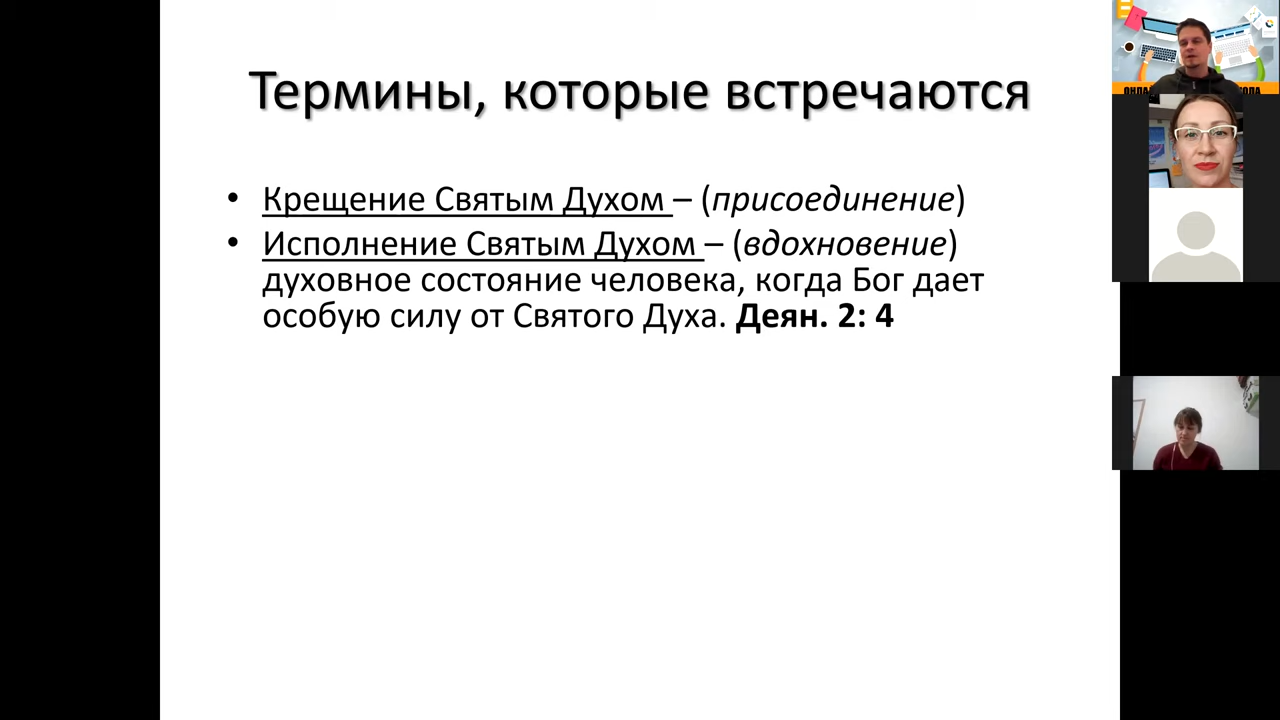 Термины, которые встречаются
• Крещение Святым Духом – (присоединение)
• Исполнение Святым Духом – (вдохновение)
духовное состояние человека, когда Бог дает
особую силу от Святого Духа. Деян. 2: 4